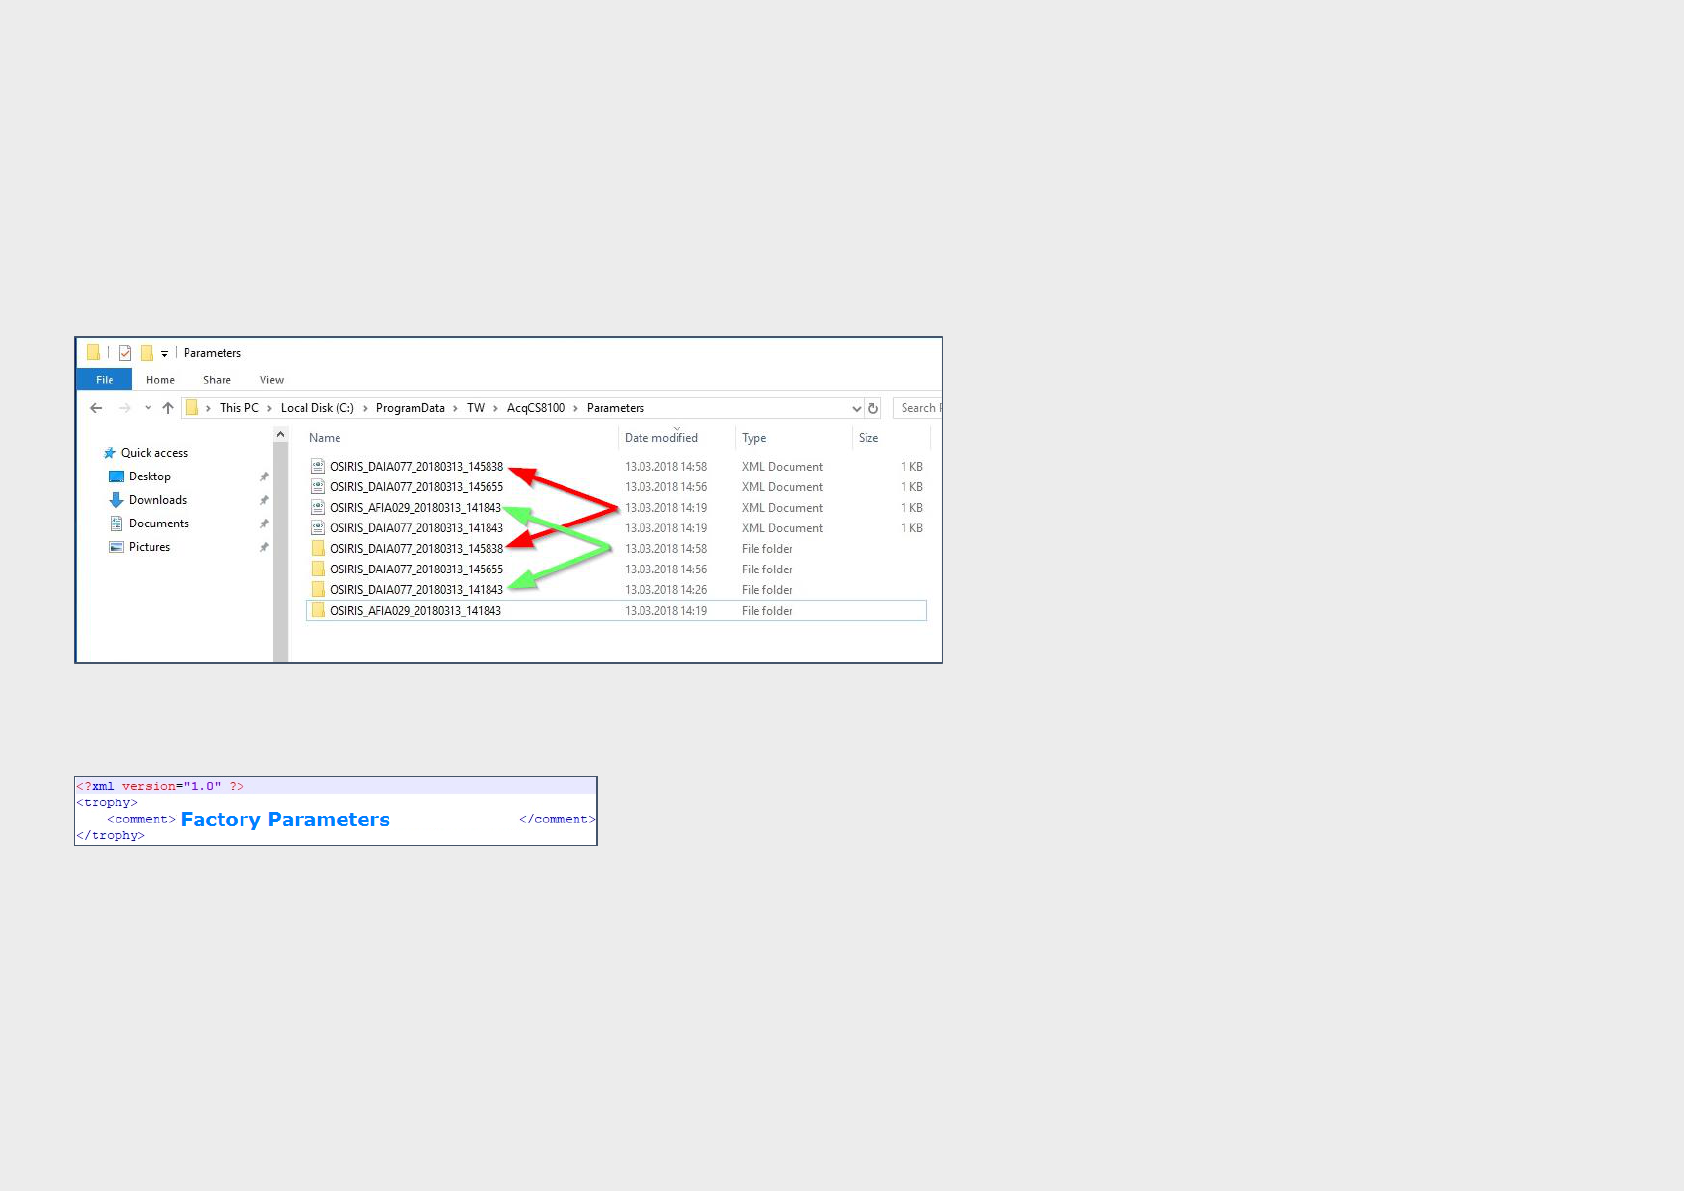 Parameters
File Home Share View
This PC > Local Disk (C:) > ProgramData > TW > AcqCS8100 > Parameters Search
Name Date modified Type Size
Quick access
Desktop
Downloads
Documents
Pictures
OSIRIS_DAIA077_20180313_145838 13.03.2018 14:58 XML Document 1 KB
OSIRIS_DAIA077_20180313_145655 13.03.2018 14:56 XML Document 1 KB
OSIRIS_AFIA029_20180313_141843 13.03.2018 14:19 XML Document 1 KB
OSIRIS_DAIA077_20180313_141843 13.03.2018 14:19 XML Document 1 KB
OSIRIS_DAIA077_20180313_145838 13.03.2018 14:58 File folder
OSIRIS_DAIA077_20180313_145655 13.03.2018 14:56 File folder
OSIRIS_DAIA077_20180313_141843 13.03.2018 14:26 File folder
OSIRIS_AFIA029_20180313_141843 13.03.2018 14:19 File folder
<?xml version="1.0" ?>
<trophy>
<comment> Factory Parameters </comment>
</trophy>